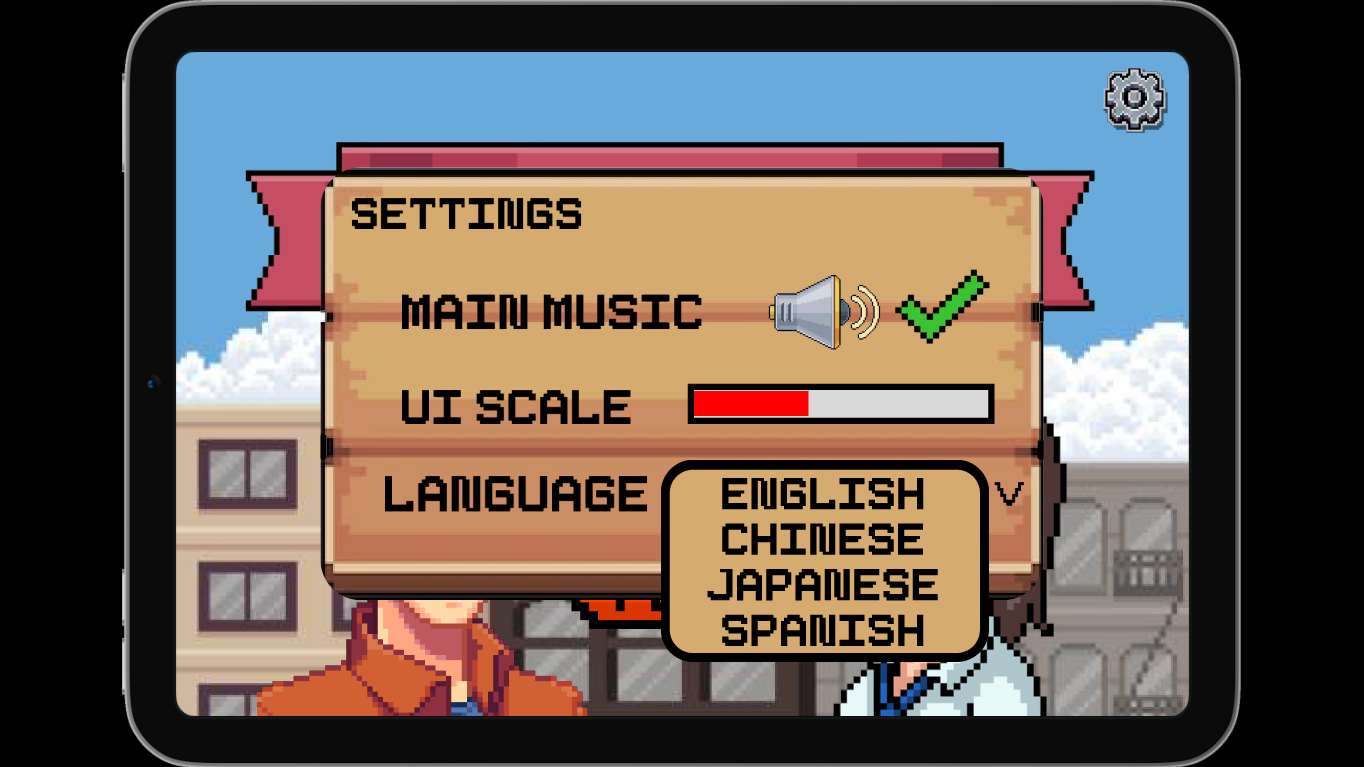 SETTINGS
MAIN MUSIC
UI SCALE
LANGUAGE
ENGLISH
CHINESE
JAPANESE
SPANISH